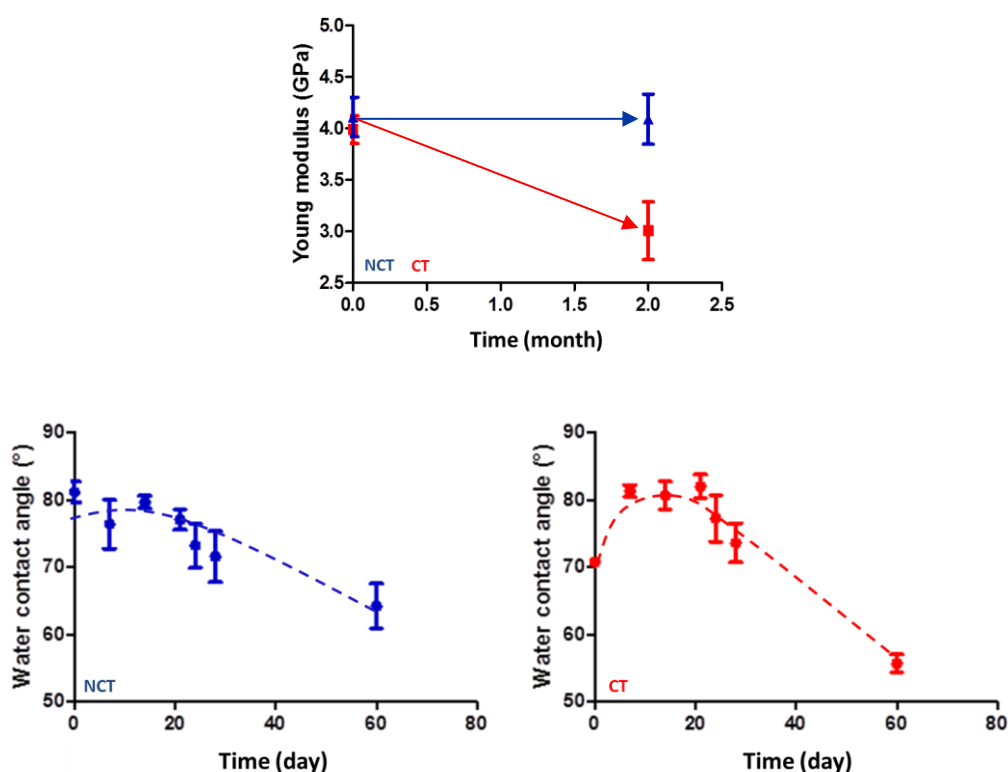 Young modulus (GPa)
5.0
4.5
4.0
3.5
3.0
2.5
NCT CT
0.0 0.5 1.0 1.5 2.0 2.5
Time (month)
Water contact angle (°)
90
80
70
60
50
NCT
0 20 40 60 80
Time (day)
Water contact angle (°)
90
80
70
60
50
CT
0 20 40 60 80
Time (day)